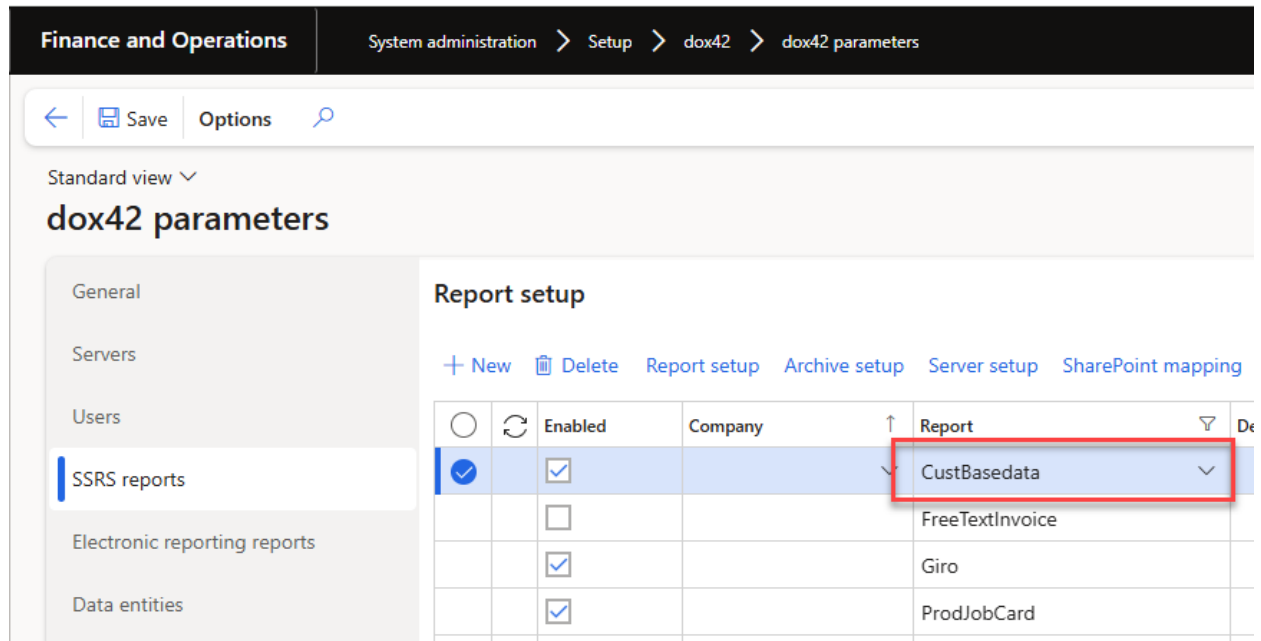 Finance and Operations System administration Setup dox42 dox42 parameters
Save Options
Standard view
dox42 parameters
General
Servers
Users
SSRS reports
Electronic reporting reports
Data entities
Report setup
New Delete Report setup Archive setup Server setup SharePoint mapping
Enabled Company Report De
CustBasedata
FreeTextInvoice
Giro
ProdJobCard